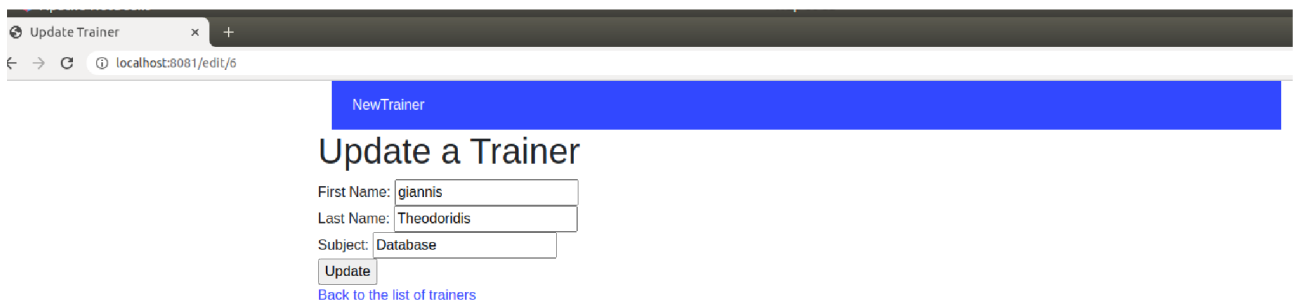 Update Trainer × +
localhost:8081/edit/6
NewTrainer
Update a Trainer
First Name: giannis
Last Name: Theodoridis
Subject: Database
Update
Back to the list of trainers